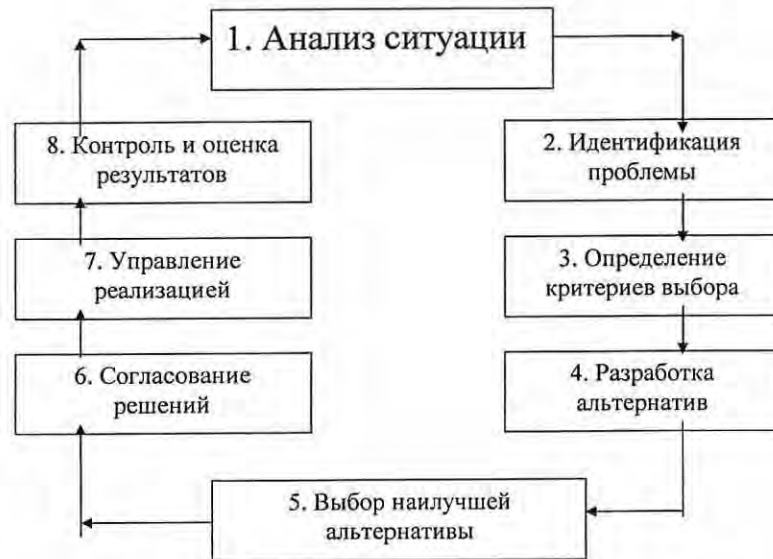 1. Анализ ситуации
2. Идентификация
проблемы
3. Определение
критериев выбора
4. Разработка
альтернатив
5. Выбор наилучшей
альтернативы
6. Согласование
решений
7. Управление
реализацией
8. Контроль и оценка
результатов